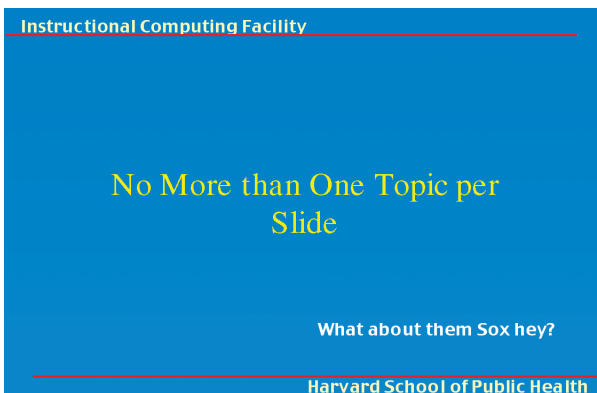 Instructional Computing Facility
No More than One Topic per
Slide
What about them Sox hey?
Harvard School of Public Health